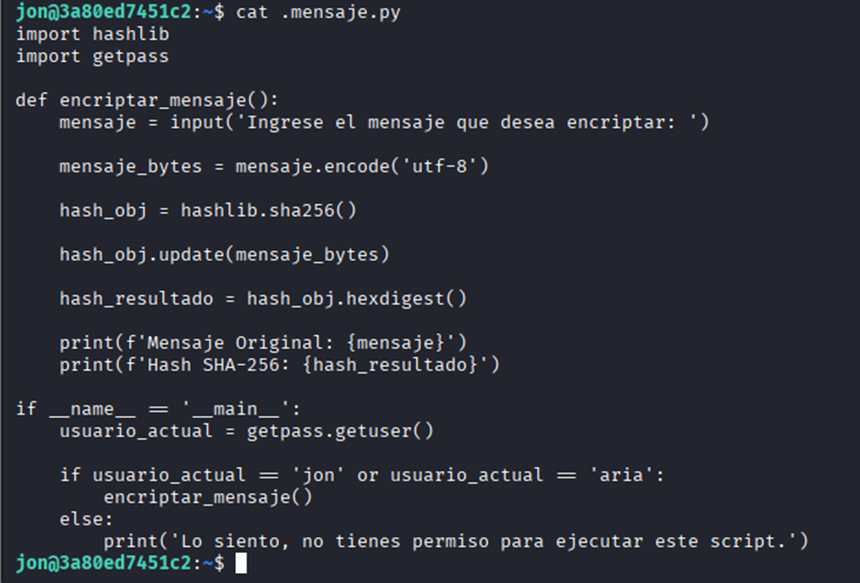 jon@3a80ed7451c2:~$ cat .mensaje.py
import hashlib
import getpass

def encriptar_mensaje():
    mensaje = input('Ingrese el mensaje que desea encriptar: ')

    mensaje_bytes = mensaje.encode('utf-8')

    hash_obj = hashlib.sha256()

    hash_obj.update(mensaje_bytes)

    hash_resultado = hash_obj.hexdigest()

    print(f'Mensaje Original: {mensaje}')
    print(f'Hash SHA-256: {hash_resultado}')

if __name__ == '__main__':
    usuario_actual = getpass.getuser()

    if usuario_actual == 'jon' or usuario_actual == 'aria':
        encriptar_mensaje()
    else:
        print('Lo siento, no tienes permiso para ejecutar este script.')
jon@3a80ed7451c2:~$